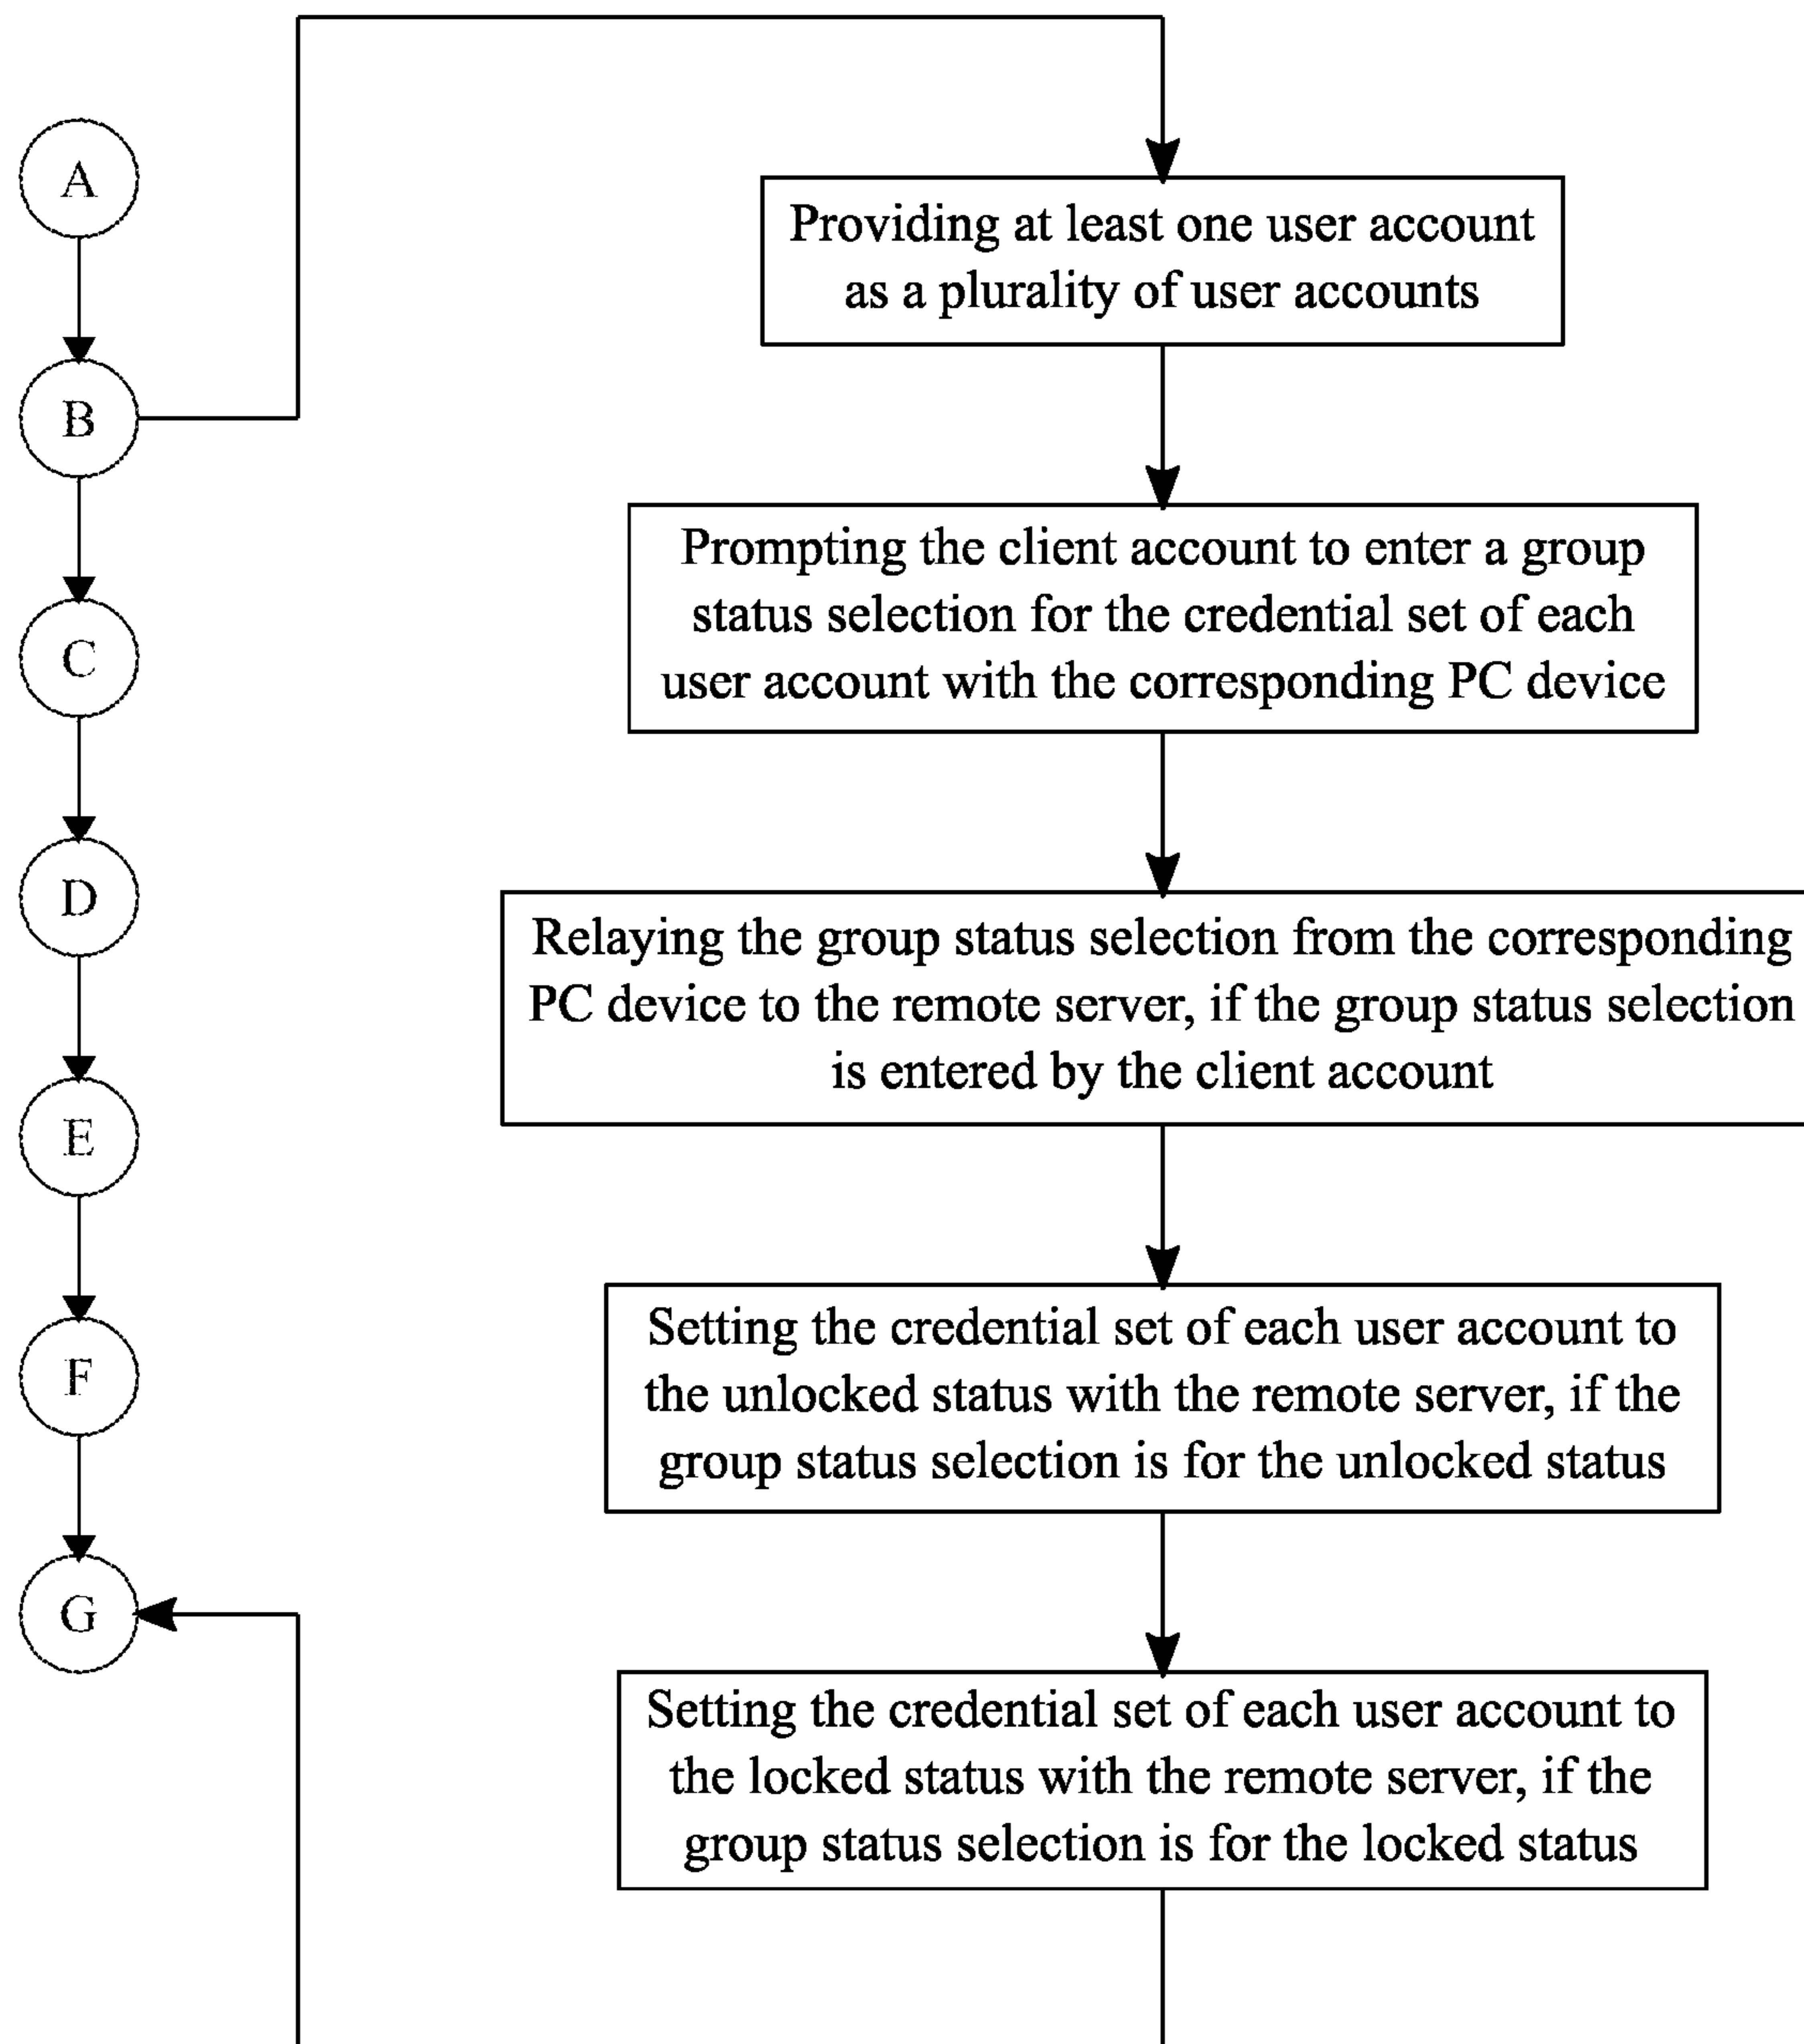 A
B
C
D
E
F
G
Providing at least one user account
as a plurality of user accounts
Prompting the client account to enter a group
status selection for the credential set of each
user account with the corresponding PC device
Relaying the group status selection from the corresponding
PC device to the remote server, if the group status selection
is entered by the client account
Setting the credential set of each user account to
the unlocked status with the remote server, if the
group status selection is for the unlocked status
Setting the credential set of each user account to
the locked status with the remote server, if the
group status selection is for the locked status